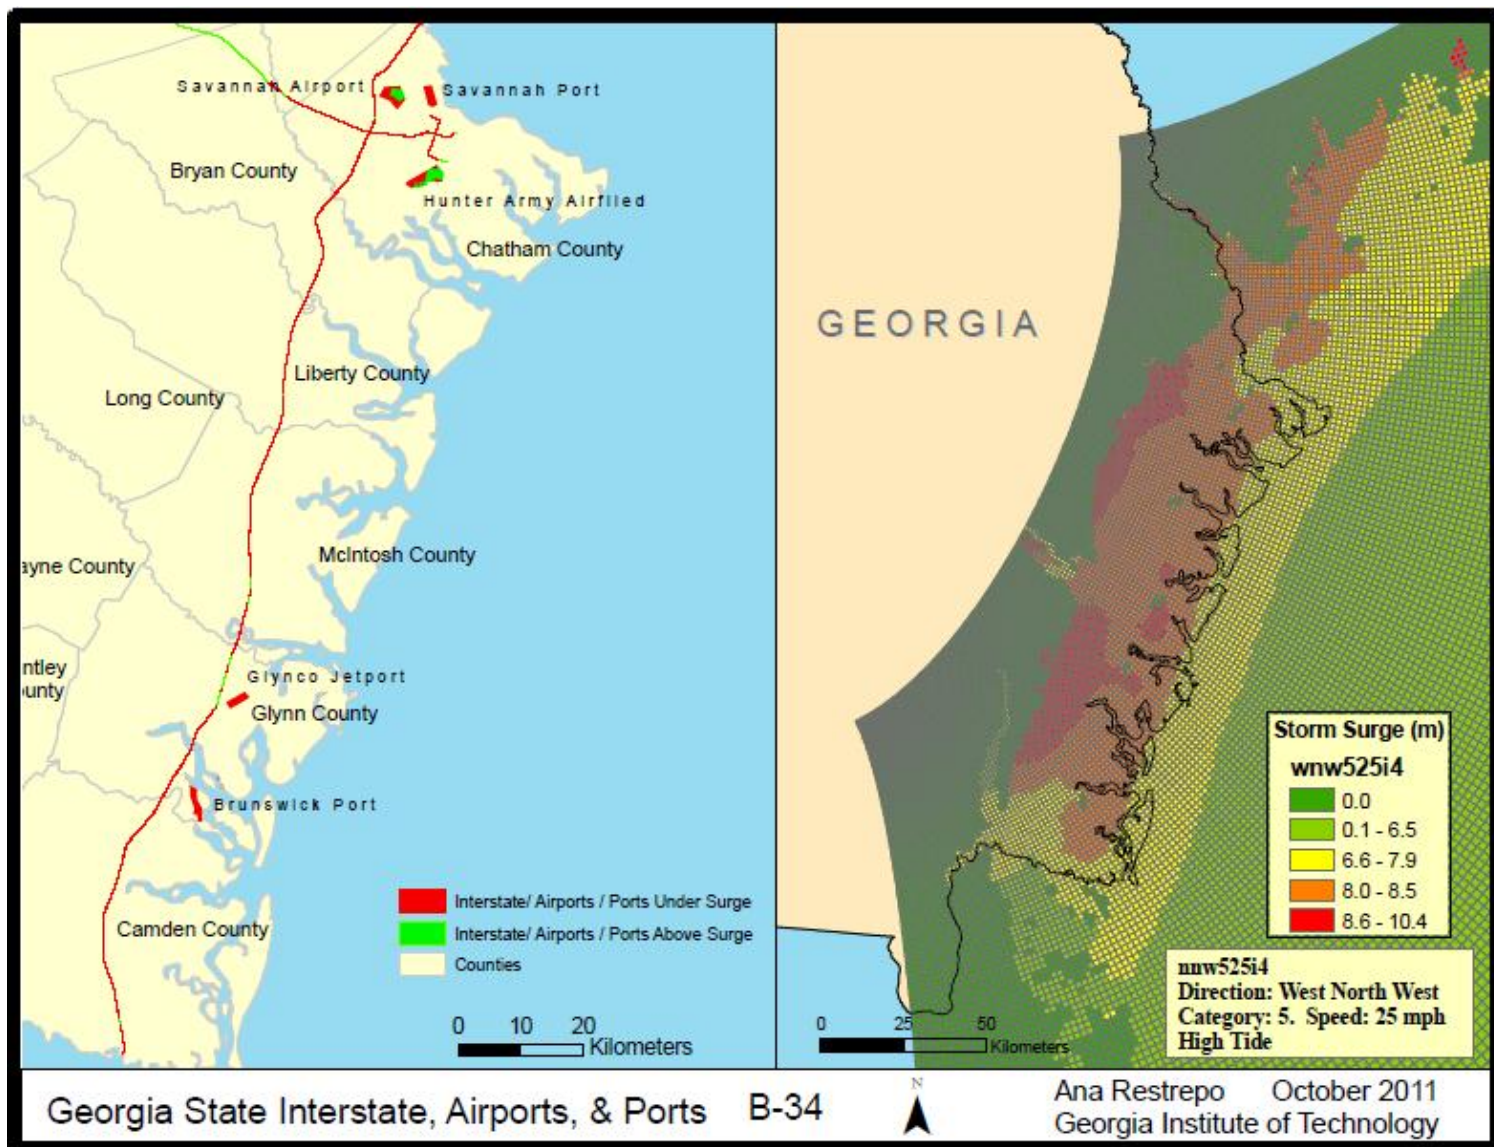 Savannah Airport
Savannah Port
Bryan County
Hunter Army Airfiled
Chatham County
Liberty County
Long County
McIntosh County
ayne County
ntley
ounty
Glynco Jetport
Glynn County
Brunswick Port
Camden County
Interstate/ Airports / Ports Under Surge
Interstate/ Airports / Ports Above Surge
Counties
0 10 20
Kilometers
GEORGIA
Storm Surge (m)
wnw525i4
0.0
0.1 - 6.5
6.6 - 7.9
8.0 - 8.5
8.6 - 10.4
nnw525i4
Direction: West North West
Category: 5. Speed: 25 mph
High Tide
0 25 50
Kilometers
Georgia State Interstate, Airports, & Ports B-34
N
Ana Restrepo October 2011
Georgia Institute of Technology